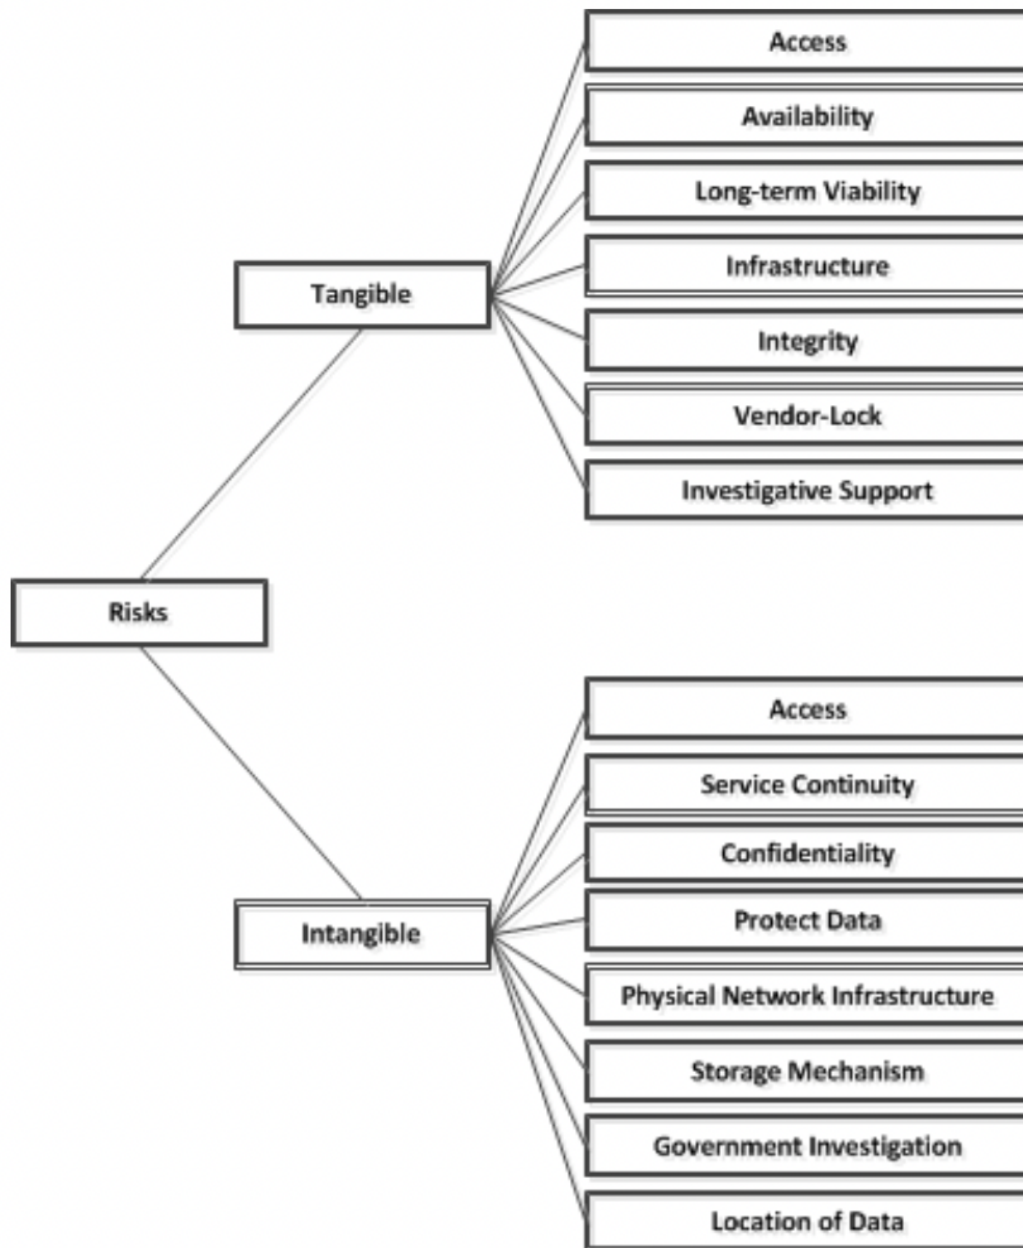 Access
Availability
Long-term Viability
Infrastructure
Tangible
Integrity
Vendor-Lock
Investigative Support
Risks
Access
Service Continuity
Confidentiality
Protect Data
Intangible
Physical Network Infrastructure
Storage Mechanism
Government Investigation
Location of Data